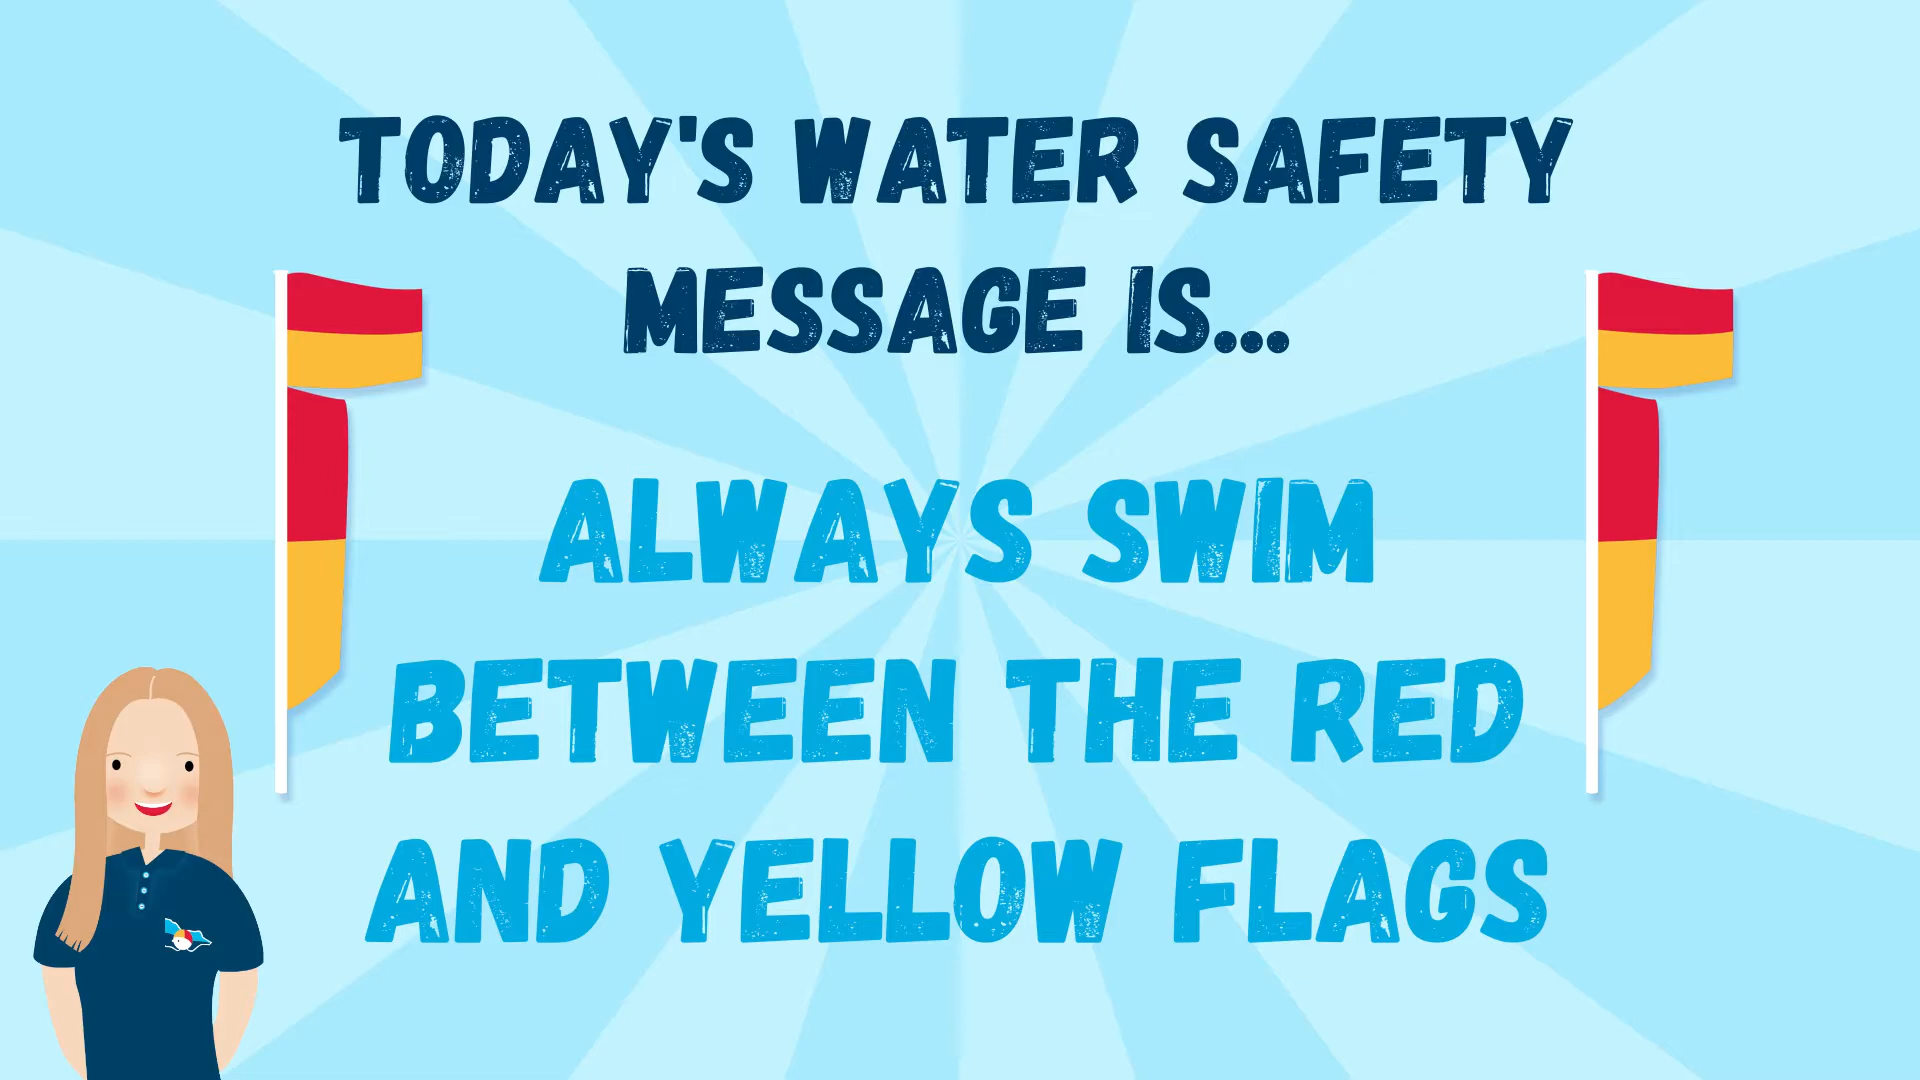 TODAY'S WATER SAFETY
MESSAGE IS...
ALWAYS SWIM
BETWEEN THE RED
AND YELLOW FLAGS